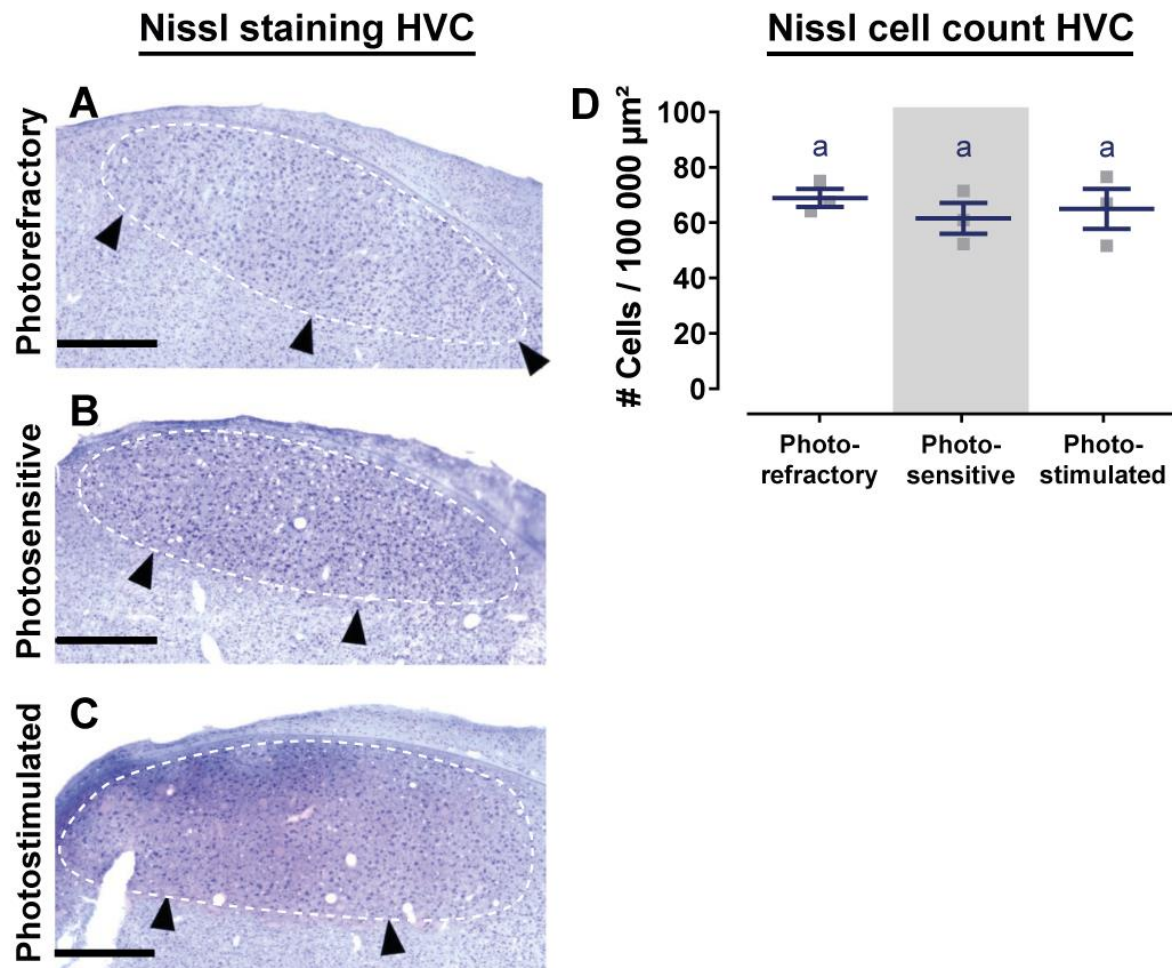 Nissl staining HVC
A
Photorefractory
B
Photosensitive
C
Photostimulated
Nissl cell count HVC
D
# Cells / 100 000 µm²
100
80
60
40
20
0
a
a
a
Photo-
refractory
Photo-
sensitive
Photo-
stimulated